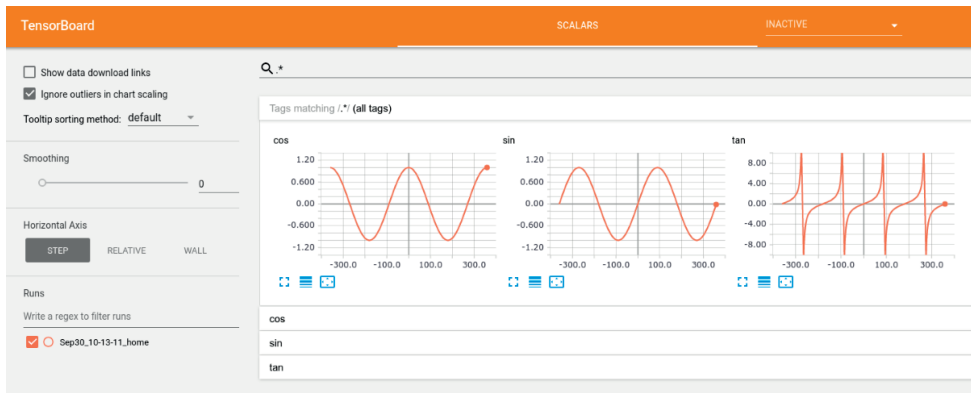 TensorBoard SCALARS INACTIVE
Show data download links
Ignore outliers in chart scaling
Tooltip sorting method: default
Smoothing
0
Horizontal Axis
STEP RELATIVE WALL
Runs
Write a regex to filter runs
Sep30_10-13-11_home
.*
Tags matching /.*/ (all tags)
cos
1.20
0.600
0.00
-0.600
-1.20
-300.0 -100.0 100.0 300.0
sin
1.20
0.600
0.00
-0.600
-1.20
-300.0 -100.0 100.0 300.0
tan
8.00
4.00
0.00
-4.00
-8.00
-300.0 -100.0 100.0 300.0
cos
sin
tan